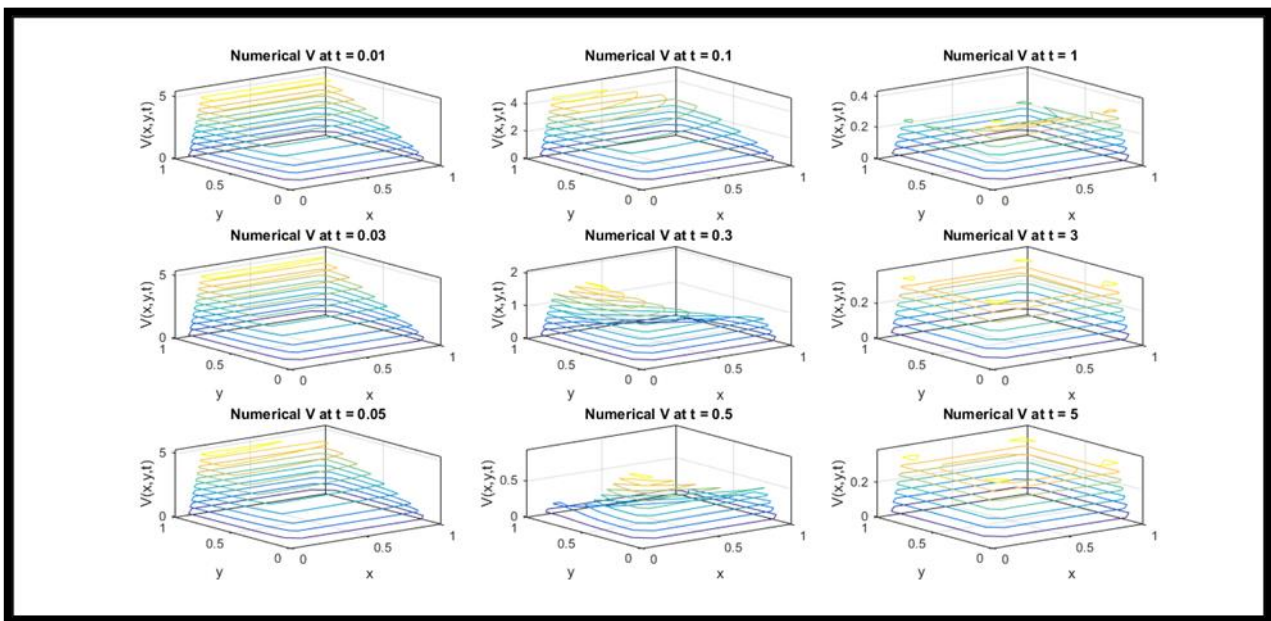 Numerical V at t = 0.01
V(x,y,t)
5
0
1
0.5
0
y
0
0.5
1
x
Numerical V at t = 0.1
V(x,y,t)
4
2
0
1
0.5
0
y
0
0.5
1
x
Numerical V at t = 1
V(x,y,t)
0.4
0.2
0
1
0.5
0
y
0
0.5
1
x
Numerical V at t = 0.03
V(x,y,t)
5
0
1
0.5
0
y
0
0.5
1
x
Numerical V at t = 0.3
V(x,y,t)
2
1
0
1
0.5
0
y
0
0.5
1
x
Numerical V at t = 3
V(x,y,t)
0.2
0
1
0.5
0
y
0
0.5
1
x
Numerical V at t = 0.05
V(x,y,t)
5
0
1
0.5
0
y
0
0.5
1
x
Numerical V at t = 0.5
V(x,y,t)
0.5
0
1
0.5
0
y
0
0.5
1
x
Numerical V at t = 5
V(x,y,t)
0.2
0
1
0.5
0
y
0
0.5
1
x